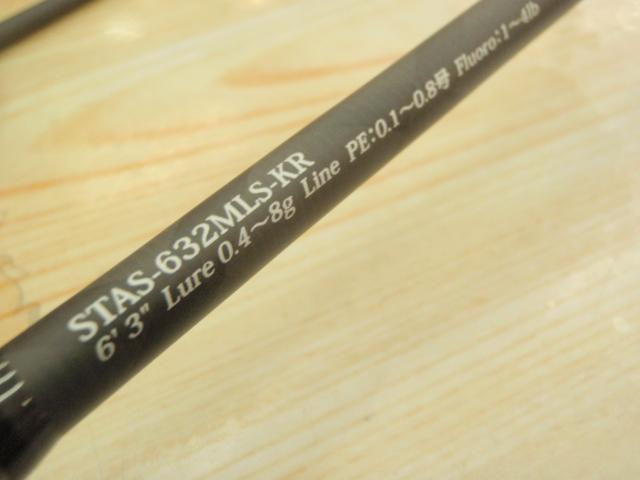 STAS-632MLS-KR
6' 3" Lure 0.4～8g Line PE:0.1～0.8号 Fluoro:1～4lb